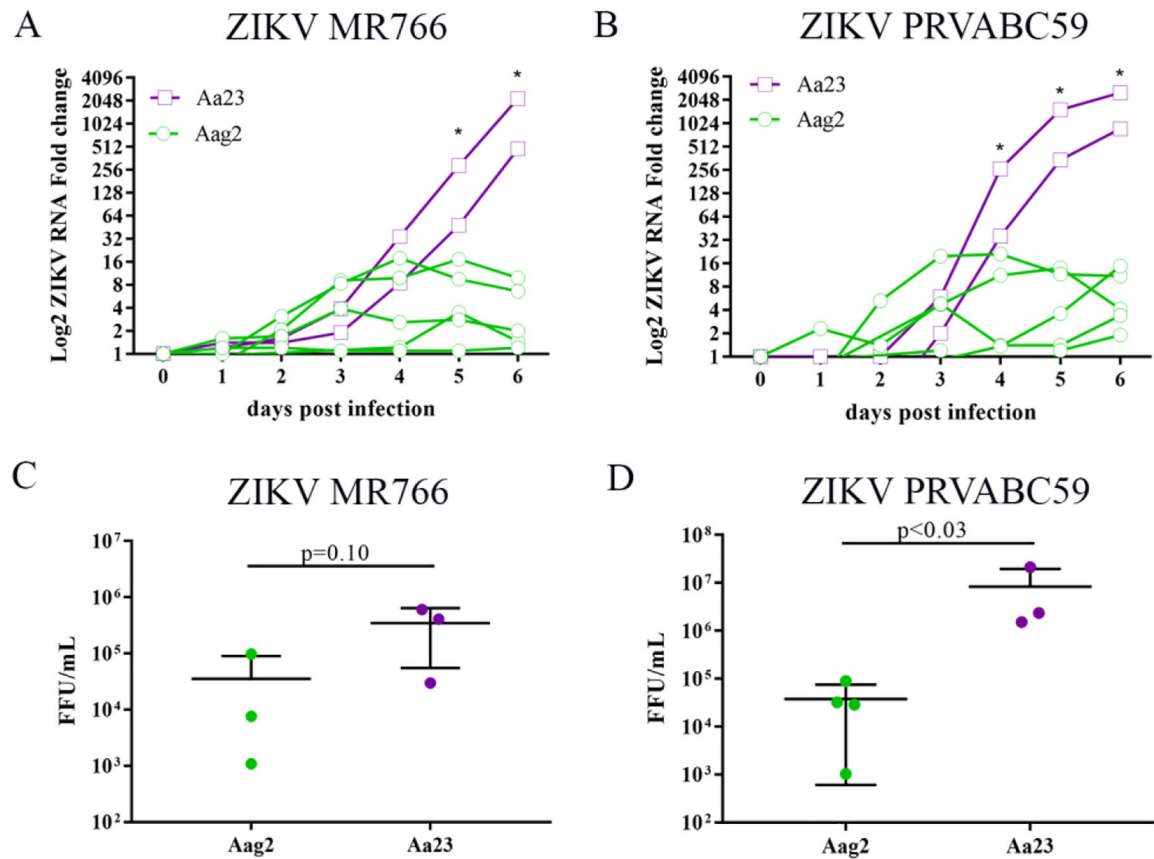 A
ZIKV MR766
Log2 ZIKV RNA Fold change
4096
2048
1024
512
256
128
64
32
16
8
4
2
1
Aa23
Aag2
*
*
0 1 2 3 4 5 6
days post infection
B
ZIKV PRVABC59
Log2 ZIKV RNA Fold change
4096
2048
1024
512
256
128
64
32
16
8
4
2
1
Aa23
Aag2
*
*
*
0 1 2 3 4 5 6
days post infection
C
ZIKV MR766
FFU/mL
10⁷
10⁶
10⁵
10⁴
10³
10²
p=0.10
Aag2 Aa23
D
ZIKV PRVABC59
FFU/mL
10⁸
10⁷
10⁶
10⁵
10⁴
10³
10²
p<0.03
Aag2 Aa23